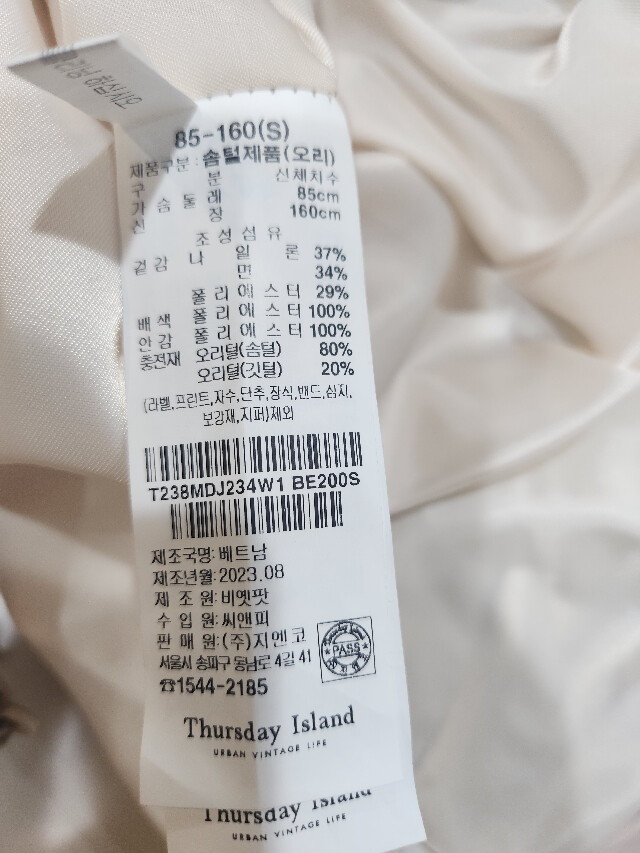 하십시오
85-160(S)
제품구분 : 솜털제품(오리)
구 분 신체치수
가 슴 둘 레 85cm
신 장 160cm
조성섬유
겉감 나 일 론 37%
면 34%
폴리에스터 29%
배색 폴리에스터 100%
안감 폴리에스터 100%
충전재 오리털(솜털) 80%
오리털(깃털) 20%
(라벨,프린트,자수,단추,장식,밴드,심지,
보강재,지퍼)제외
T238MDJ234W1 BE200S
제조국명:베트남
제조년월:2023.08
제 조 원:비엣팟
수 입 원:씨앤피
판 매 원:(주)지엔코
서울시 송파구 동남로 4길 41
☎1544-2185
Thursday Island
PASS
Thursday Island
URBAN VINTAGE LIFE
Thursday Island
URBAN VINTAGE LIFE